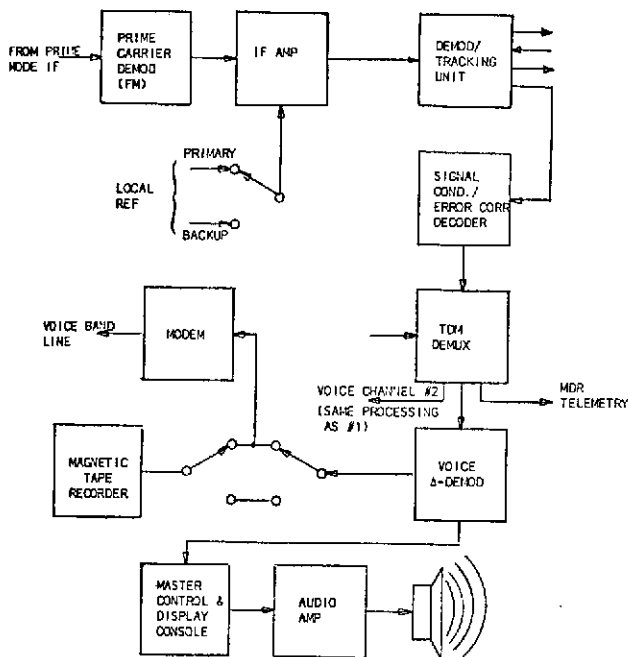 FROM PRIME
MODE IF
PRIME
CARRIER
DEMOD
(FM)
IF AMP
DEMOD/
TRACKING
UNIT
PRIMARY
LOCAL
REF
BACKUP
SIGNAL
COND./
ERROR CORR
DECODER
VOICE BAND
LINE
MODEM
TDM
DEMUX
VOICE CHANNEL #2
(SAME PROCESSING
AS #1)
MDR
TELEMETRY
MAGNETIC
TAPE
RECORDER
VOICE
Δ-DEMOD
MASTER
CONTROL &
DISPLAY
CONSOLE
AUDIO
AMP